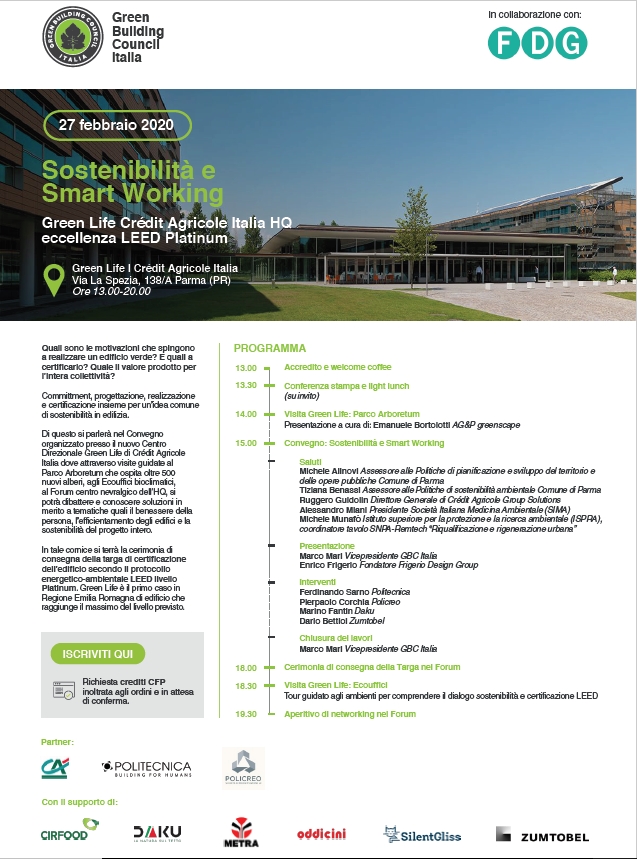 GREEN BUILDING COUNCIL
ITALIA
Green
Building
Council
Italia
in collaborazione con:
FDG
27 febbraio 2020
Sostenibilità e
Smart Working
Green Life Crédit Agricole Italia HQ
eccellenza LEED Platinum
Green Life I Crédit Agricole Italia
Via La Spezia, 138/A Parma (PR)
Ore 13.00-20.00
Quali sono le motivazioni che spingono
a realizzare un edificio verde? E quali a
certificarlo? Quale il valore prodotto per
l'intera collettività?
Committment, progettazione, realizzazione
e certificazione insieme per un'idea comune
di sostenibilità in edilizia.
Di questo si parlerà nel Convegno
organizzato presso il nuovo Centro
Direzionale Green Life di Crédit Agricole
Italia dove attraverso visite guidate al
Parco Arboretum che ospita oltre 500
nuovi alberi, agli Ecouffici bioclimatici,
al Forum centro nevralgico dell'HQ, si
potrà dibattere e conoscere soluzioni in
merito a tematiche quali il benessere della
persona, l'efficientamento degli edifici e la
sostenibilità del progetto intero.
In tale cornice si terrà la cerimonia di
consegna della targa di certificazione
dell'edificio secondo il protocollo
energetico-ambientale LEED livello
Platinum. Green Life è il primo caso in
Regione Emilia Romagna di edificio che
raggiunge il massimo del livello previsto.
ISCRIVITI QUI
Richiesta crediti CFP
inoltrata agli ordini e in attesa
di conferma.
PROGRAMMA
13.00 Accredito e welcome coffee
13.30 Conferenza stampa e light lunch
(su invito)
14.00 Visita Green Life: Parco Arboretum
Presentazione a cura di: Emanuele Bortolotti AG&P greenscape
15.00 Convegno: Sostenibilità e Smart Working
Saluti
Michele Alinovi Assessore alle Politiche di pianificazione e sviluppo del territorio e
delle opere pubbliche Comune di Parma
Tiziana Benassi Assessore alle Politiche di sostenibilità ambientale Comune di Parma
Ruggero Guidolin Direttore Generale di Crédit Agricole Group Solutions
Alessandro Miani Presidente Società Italiana Medicina Ambientale (SIMA)
Michele Munafò Istituto superiore per la protezione e la ricerca ambientale (ISPRA),
coordinatore tavolo SNPA-Remtech "Riqualificazione e rigenerazione urbana"
Presentazione
Marco Mari Vicepresidente GBC Italia
Enrico Frigerio Fondatore Frigerio Design Group
Interventi
Ferdinando Sarno Politecnica
Pierpaolo Corchia Policreo
Marino Fantin Daku
Dario Bettiol Zumtobel
Chiusura dei lavori
Marco Mari Vicepresidente GBC Italia
18.00 Cerimonia di consegna della Targa nel Forum
18.30 Visita Green Life: Ecouffici
Tour guidato agli ambienti per comprendere il dialogo sostenibilità e certificazione LEED
19.30 Aperitivo di networking nel Forum
Partner:
CA
POLITECNICA
BUILDING FOR HUMANS
POLICREO
Con il supporto di:
CIRFOOD
DAKU
LA NATURA SUL TETTO
METRA
oddicini
SilentGliss
ZUMTOBEL